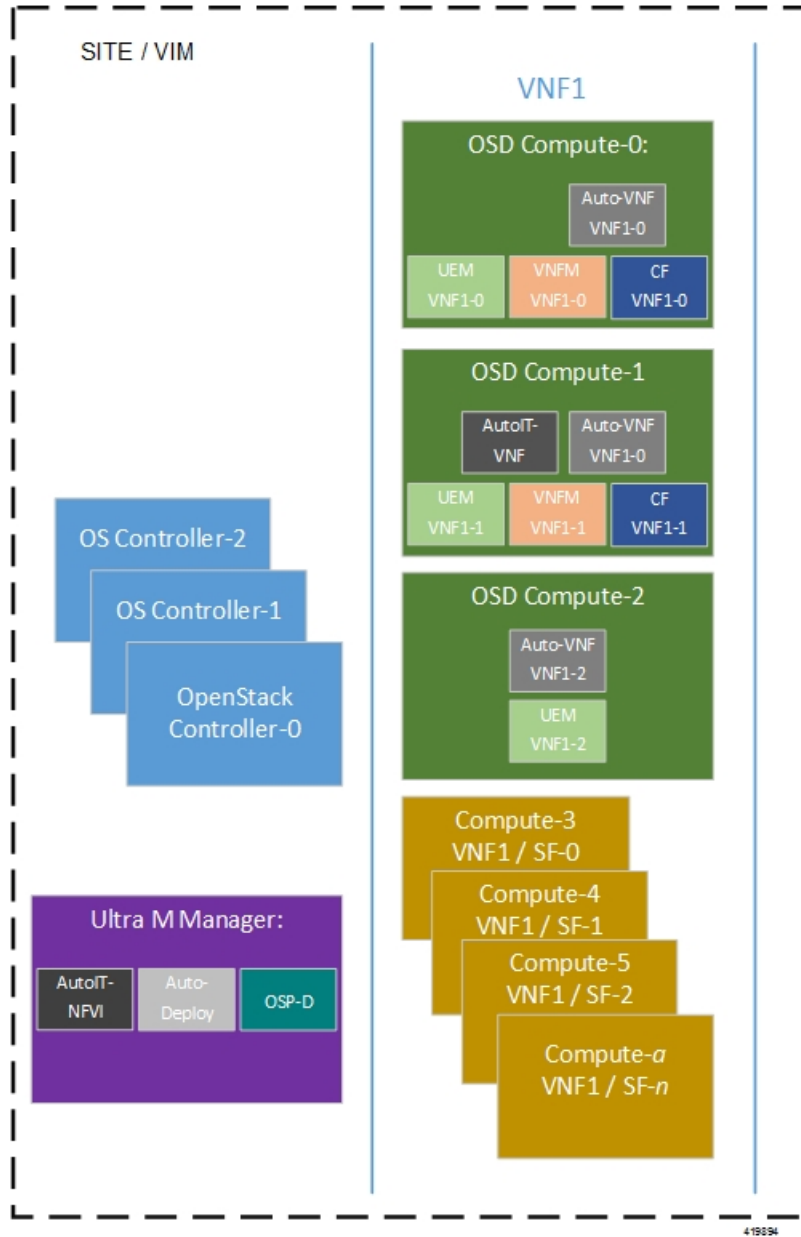 SITE / VIM
OS Controller-2
OS Controller-1
OpenStack
Controller-0
Ultra M Manager:
AutoIT-
NFVI
Auto-
Deploy
OSP-D
VNF1
OSD Compute-0:
Auto-VNF
VNF1-0
UEM
VNF1-0
VNFM
VNF1-0
CF
VNF1-0
OSD Compute-1
AutoIT-
VNF
Auto-VNF
VNF1-0
UEM
VNF1-1
VNFM
VNF1-1
CF
VNF1-1
OSD Compute-2
Auto-VNF
VNF1-2
UEM
VNF1-2
Compute-3
VNF1 / SF-0
Compute-4
VNF1 / SF-1
Compute-5
VNF1 / SF-2
Compute-a
VNF1 / SF-n
419894